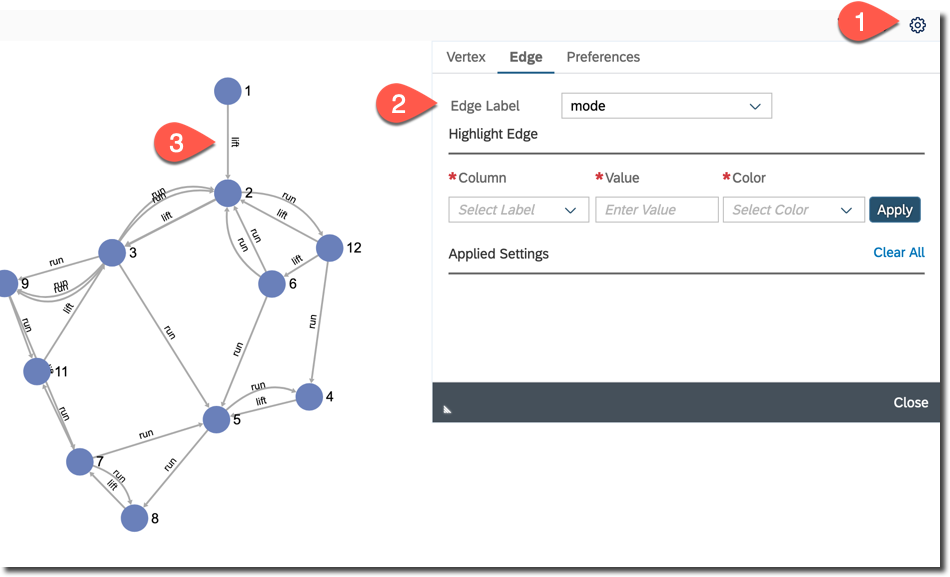 1
Vertex Edge Preferences
2
Edge Label mode
Highlight Edge
*Column *Value *Color
Select Label Enter Value Select Color Apply
Applied Settings Clear All
Close
1
3
lift
run
run
2
run
lift
lift
run
run
3
12
run
lift
6
9
run
run
run
lift
run
run
run
11
run
4
run
lift
5
run
run
7
run
lift
run
8